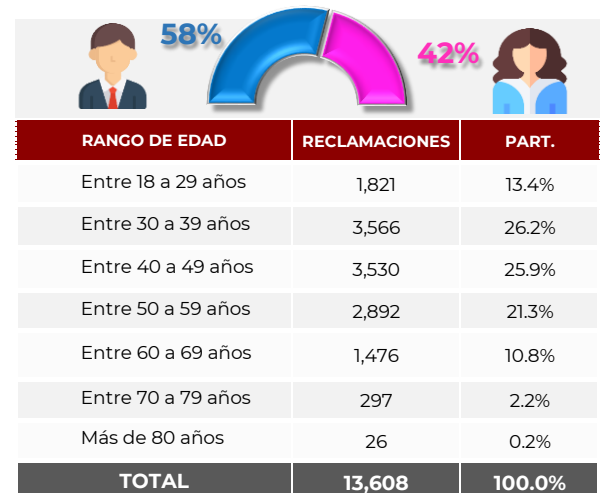 58%
42%
RANGO DE EDAD RECLAMACIONES PART.
Entre 18 a 29 años 1,821 13.4%
Entre 30 a 39 años 3,566 26.2%
Entre 40 a 49 años 3,530 25.9%
Entre 50 a 59 años 2,892 21.3%
Entre 60 a 69 años 1,476 10.8%
Entre 70 a 79 años 297 2.2%
Más de 80 años 26 0.2%
TOTAL 13,608 100.0%